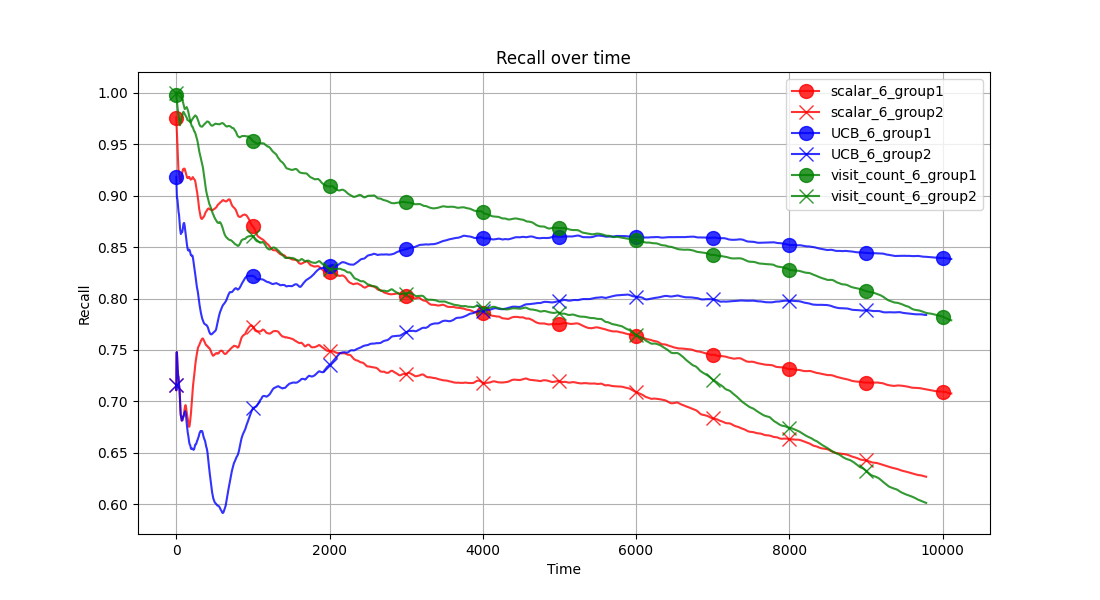 Recall over time
1.00
0.95
0.90
0.85
0.80
0.75
0.70
0.65
0.60
Recall
scalar_6_group1
scalar_6_group2
UCB_6_group1
UCB_6_group2
visit_count_6_group1
visit_count_6_group2
0 2000 4000 6000 8000 10000
Time